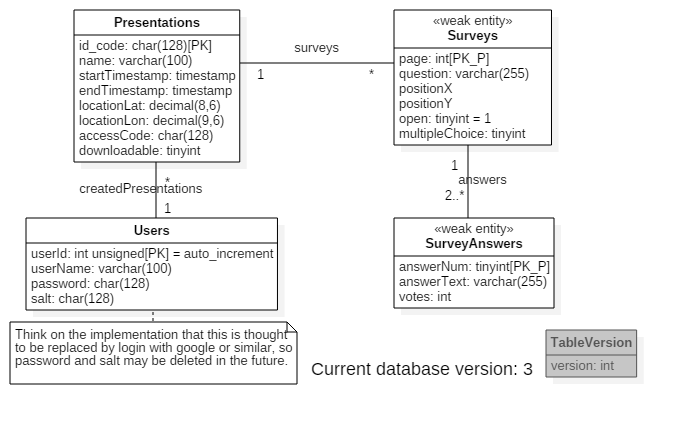 Presentations
id_code: char(128)[PK]
name: varchar(100)
startTimestamp: timestamp
endTimestamp: timestamp
locationLat: decimal(8,6)
locationLon: decimal(9,6)
accessCode: char(128)
downloadable: tinyint
surveys
1
*
«weak entity»
Surveys
page: int[PK_P]
question: varchar(255)
positionX
positionY
open: tinyint = 1
multipleChoice: tinyint
*
createdPresentations
1
1
answers
2..*
Users
userId: int unsigned[PK] = auto_increment
userName: varchar(100)
password: char(128)
salt: char(128)
«weak entity»
SurveyAnswers
answerNum: tinyint[PK_P]
answerText: varchar(255)
votes: int
Think on the implementation that this is thought
to be replaced by login with google or similar, so
password and salt may be deleted in the future.
Current database version: 3
TableVersion
version: int